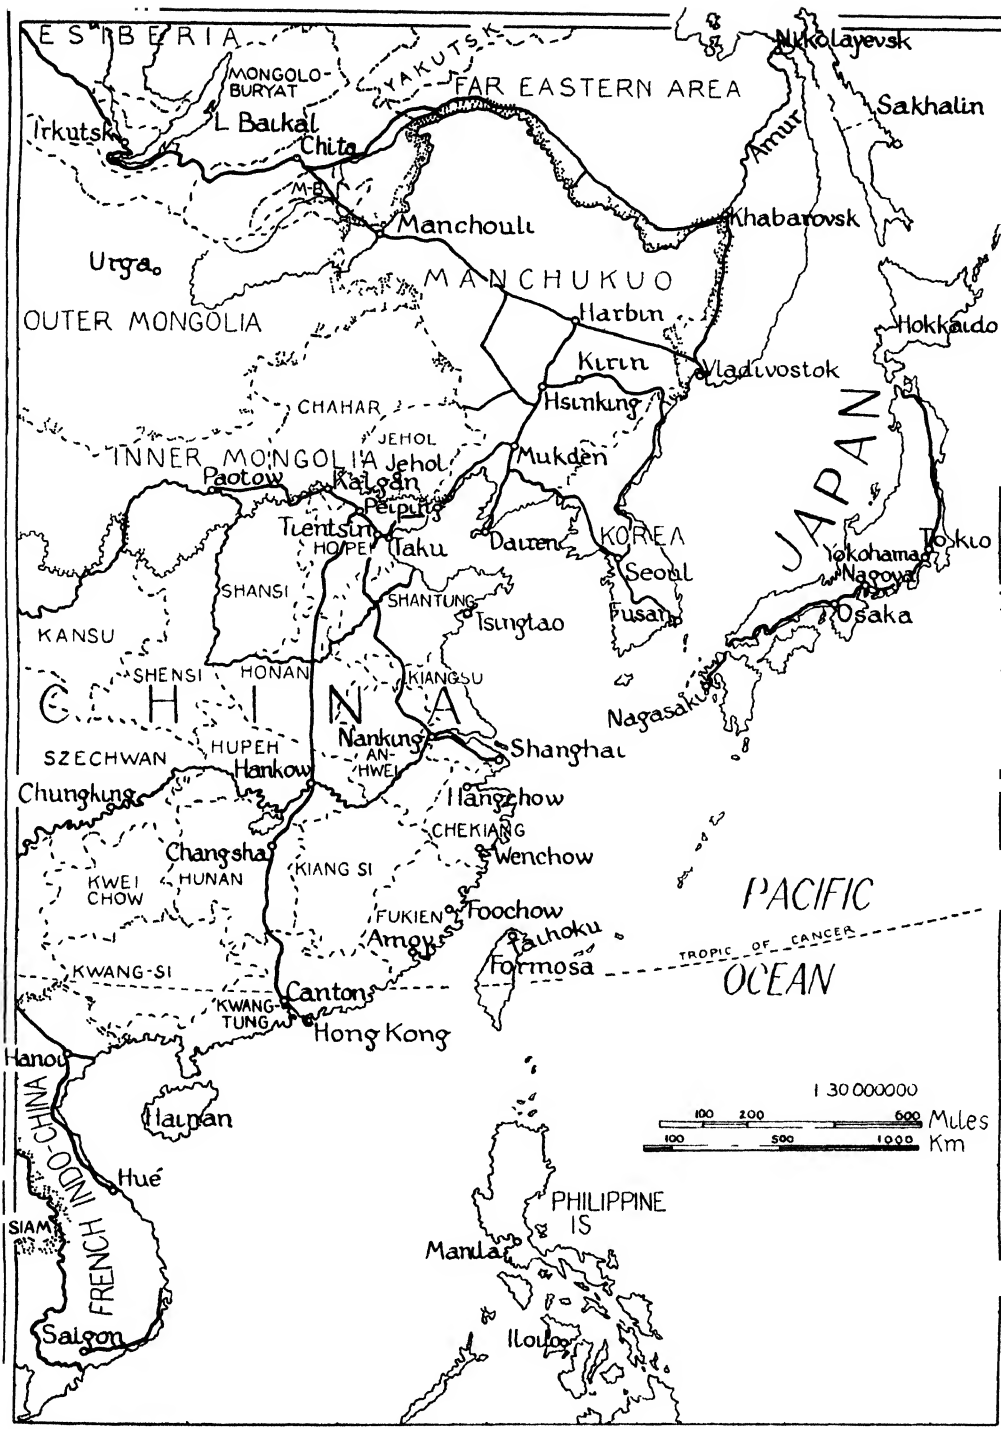 E SIBERIA
YAKUTSK
Nikolayevsk
MONGOLO-
BURYAT
FAR EASTERN AREA
Sakhalin
L Baikal
Irkutsk
Chita
Amur
M-B
Manchouli
Khabarovsk
Urga
MANCHUKUO
Harbin
OUTER MONGOLIA
Hokkaido
Kirin
Vladivostok
CHAHAR
Hsinking
JEHOL
JAPAN
INNER MONGOLIA
Jehol
Mukden
Paotow
Kalgan
Peiping
Tientsin
HOPEI
Taku
Dairen
KOREA
Tokio
Yokohama
Nagoya
Seoul
SHANSI
SHANTUNG
Fusan
Osaka
Tsingtao
KANSU
SHENSI
HONAN
KIANGSU
CHINA
Nagasaki
Nanking
Shanghai
SZECHWAN
HUPEH
AN-
HWEI
Hankow
Chungking
Hangchow
CHEKIANG
Changsha
Wenchow
KIANG SI
HUNAN
KWEI
CHOW
PACIFIC
Foochow
FUKIEN
Amoy
Taihoku
TROPIC OF CANCER
KWANG-SI
Formosa
OCEAN
Canton
KWANG-
TUNG
Hong Kong
Hanoi
1 30 000000
100 200 600 Miles
100 500 1000 Km
Hainan
FRENCH INDO-CHINA
Hué
PHILIPPINE
IS
SIAM
Manila
Saigon
Iloilo